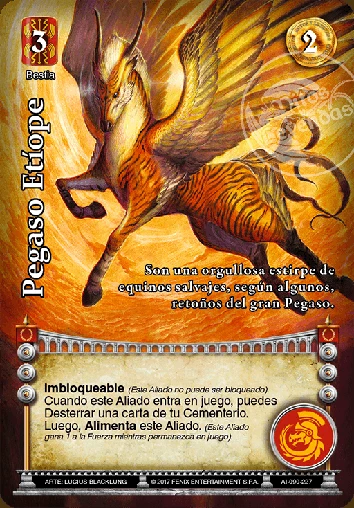 3
2
Bestia
Pegaso Etíope
Son una orgullosa estirpe de
equinos salvajes, según algunos,
retoños del gran Pegaso.
Imbloqueable (Este Aliado no puede ser bloqueado)
Cuando este Aliado entra en juego, puedes
Desterrar una carta de tu Cementerio.
Luego, Alimenta este Aliado. (Este Aliado
gana 1 a la Fuerza mientras permanezca en juego)
ARTE: LUCIUS BLACKLUNG
© 2017 FENIX ENTERTAINMENT S.P.A.